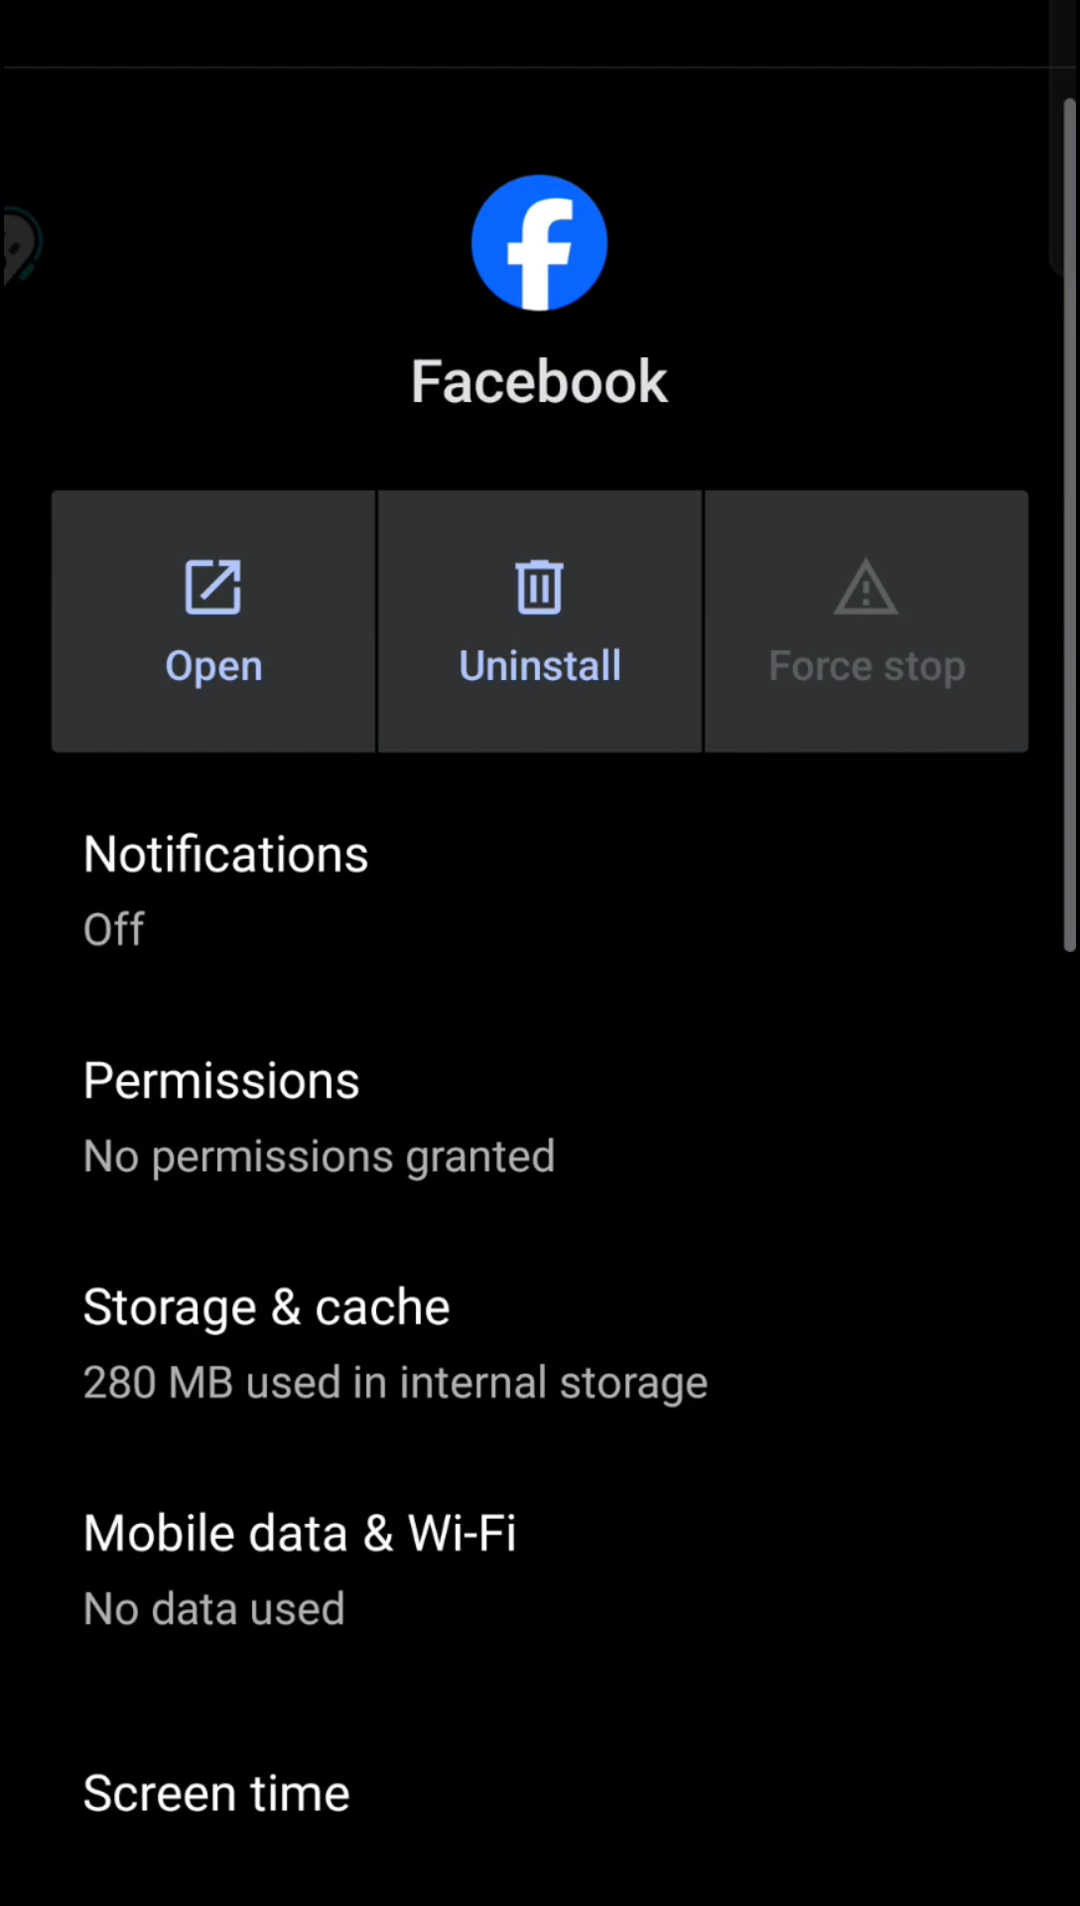 Facebook
Open
Uninstall
Force stop
Notifications
Off
Permissions
No permissions granted
Storage & cache
280 MB used in internal storage
Mobile data & Wi-Fi
No data used
Screen time